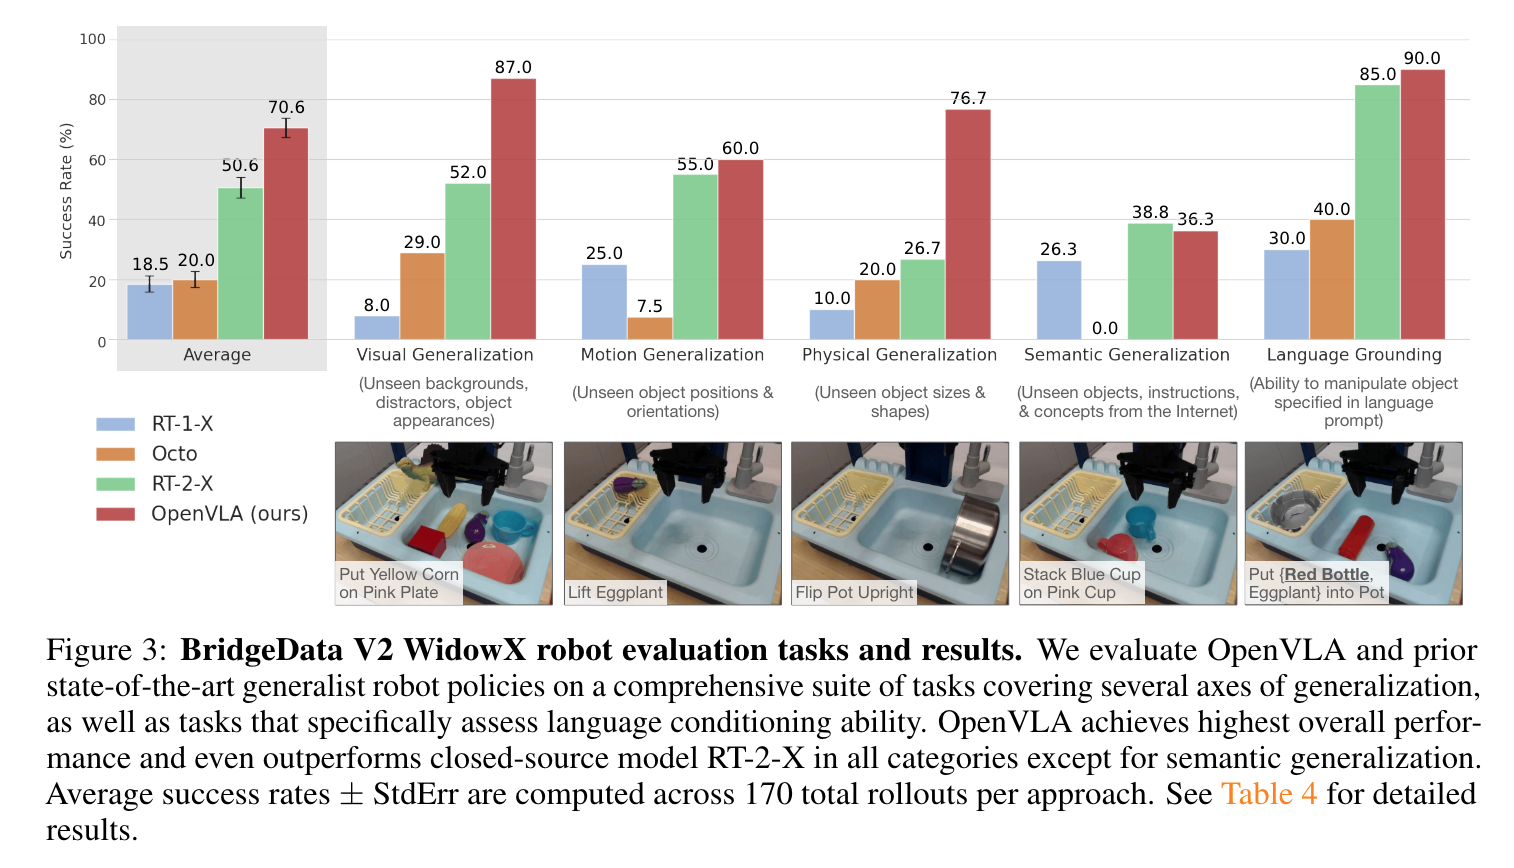 100
80
60
40
20
0
Success Rate (%)
18.5
20.0
50.6
70.6
Average
8.0
29.0
52.0
87.0
Visual Generalization
(Unseen backgrounds,
distractors, object
appearances)
25.0
7.5
55.0
60.0
Motion Generalization
(Unseen object positions &
orientations)
10.0
20.0
26.7
76.7
Physical Generalization
(Unseen object sizes &
shapes)
26.3
0.0
38.8
36.3
Semantic Generalization
(Unseen objects, instructions,
& concepts from the Internet)
30.0
40.0
85.0
90.0
Language Grounding
(Ability to manipulate object
specified in language
prompt)
RT-1-X
Octo
RT-2-X
OpenVLA (ours)
Put Yellow Corn
on Pink Plate
Lift Eggplant
Flip Pot Upright
Stack Blue Cup
on Pink Cup
Put {Red Bottle,
Eggplant} into Pot
Figure 3: BridgeData V2 WidowX robot evaluation tasks and results. We evaluate OpenVLA and prior
state-of-the-art generalist robot policies on a comprehensive suite of tasks covering several axes of generalization,
as well as tasks that specifically assess language conditioning ability. OpenVLA achieves highest overall perfor-
mance and even outperforms closed-source model RT-2-X in all categories except for semantic generalization.
Average success rates ± StdErr are computed across 170 total rollouts per approach. See Table 4 for detailed
results.